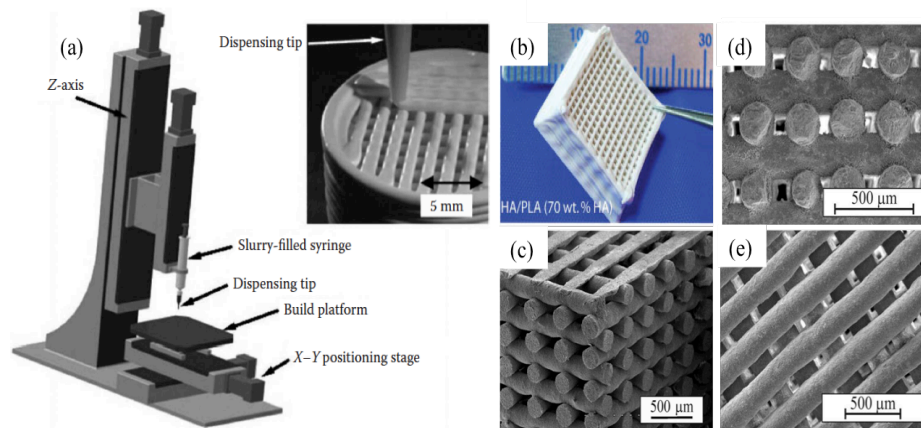 (a)
Z-axis
Slurry-filled syringe
Dispensing tip
Build platform
X–Y positioning stage
Dispensing tip
5 mm
(b)
10
20
30
HA/PLA (70 wt. % HA)
(c)
500 μm
(d)
500 μm
(e)
500 μm